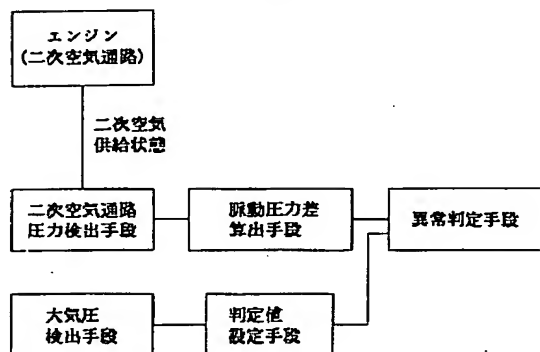 エンジン
(二次空気通路)
二次空気
供給状態
二次空気通路
圧力検出手段
脈動圧力差
算出手段
異常判定手段
大気圧
検出手段
判定値
設定手段